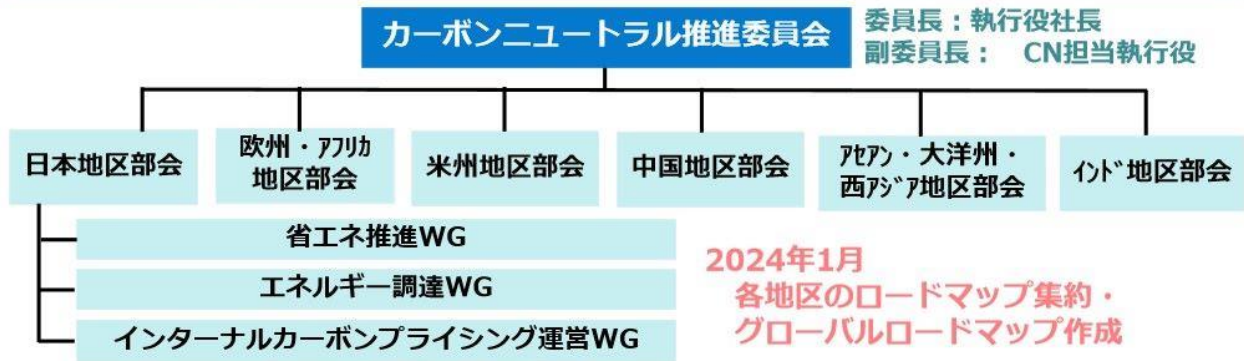 カーボンニュートラル推進委員会
委員長：執行役社長
副委員長：　CN担当執行役
日本地区部会
欧州・ｱﾌﾘｶ
地区部会
米州地区部会
中国地区部会
ｱｾｱﾝ・大洋州・
西ｱｼﾞｱ地区部会
ｲﾝﾄﾞ地区部会
省エネ推進WG
エネルギー調達WG
インターナルカーボンプライシング運営WG
2024年1月
各地区のロードマップ集約・
グローバルロードマップ作成